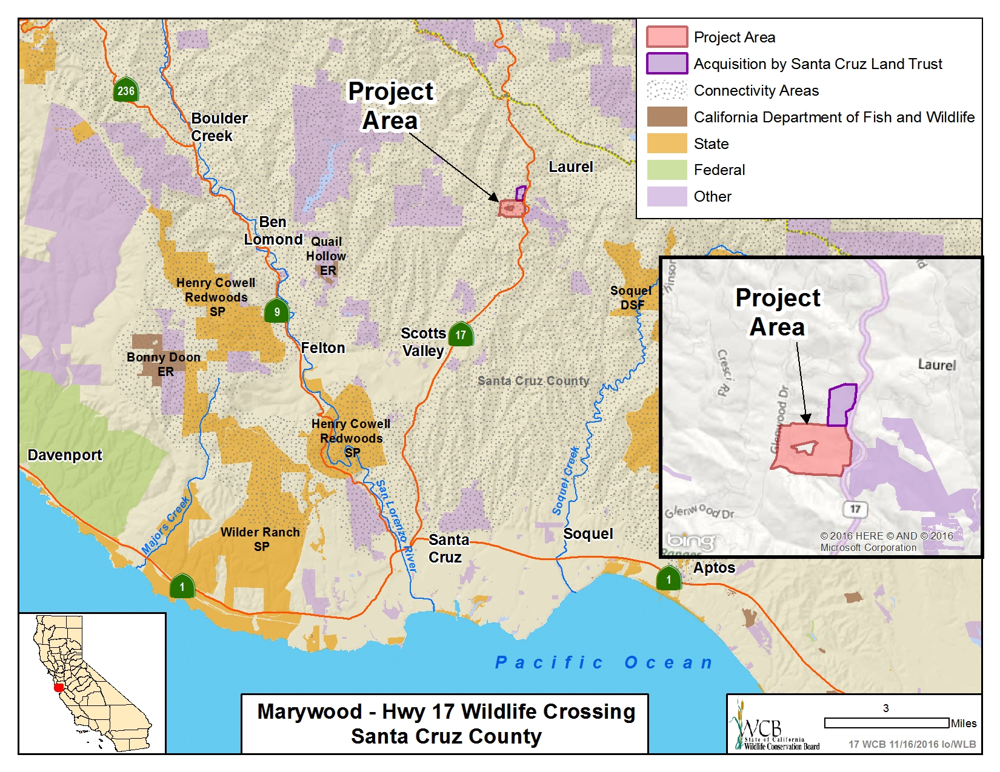 Project Area
Acquisition by Santa Cruz Land Trust
Connectivity Areas
California Department of Fish and Wildlife
State
Federal
Other
236
Boulder
Creek
Project
Area
Laurel
Ben
Lomond
Quail
Hollow
ER
Henry Cowell
Redwoods
SP
9
Soquel
DSF
Scotts
Valley
17
Felton
Bonny Doon
ER
Santa Cruz County
Henry Cowell
Redwoods
SP
Davenport
Majors Creek
San Lorenzo River
Soquel Creek
Wilder Ranch
SP
Santa
Cruz
Soquel
1
1
Aptos
Pacific Ocean
Project
Area
Rd
Cresci Rd
Glenwood Dr
Laurel
17
Glenwood Dr
bing
© 2016 HERE © AND © 2016
Microsoft Corporation
Marywood - Hwy 17 Wildlife Crossing
Santa Cruz County
WCB
State of California
Wildlife Conservation Board
3
Miles
17 WCB 11/16/2016 lo/WLB